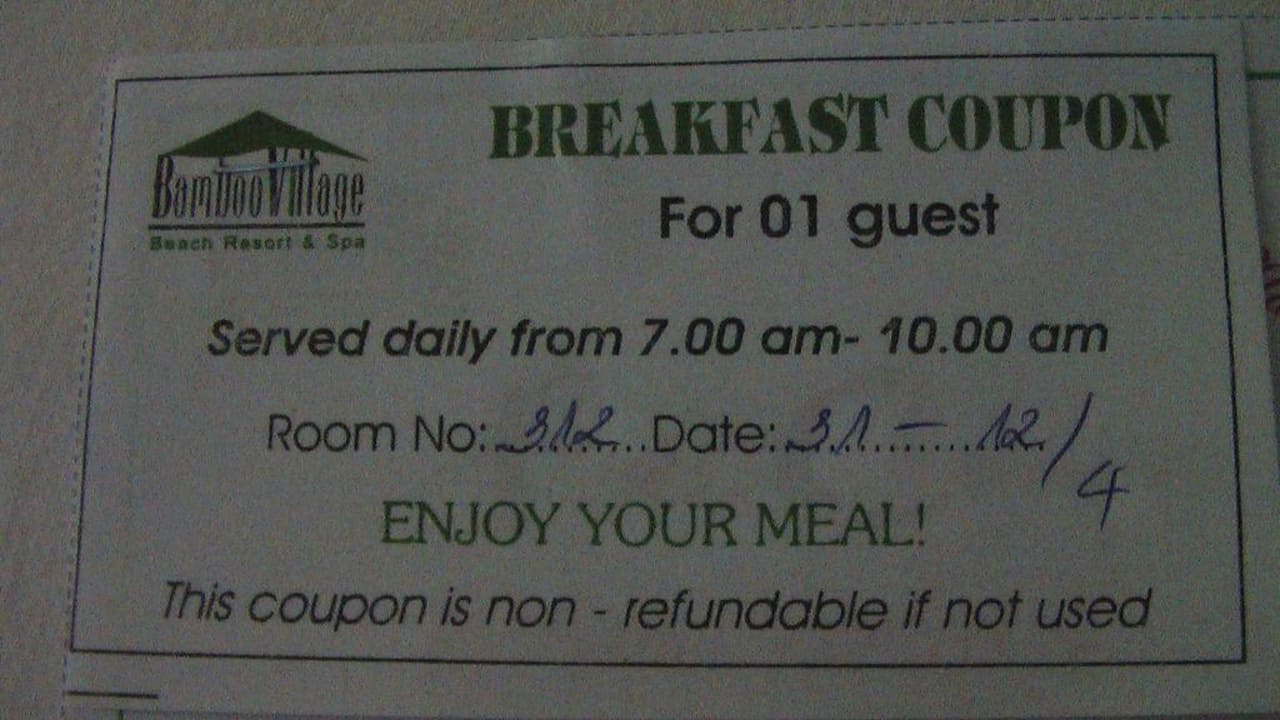 BambooVillage
Beach Resort & Spa
BREAKFAST COUPON
For 01 guest
Served daily from 7.00 am- 10.00 am
Room No: 312 Date: 31 - 12 / 4
ENJOY YOUR MEAL!
This coupon is non - refundable if not used